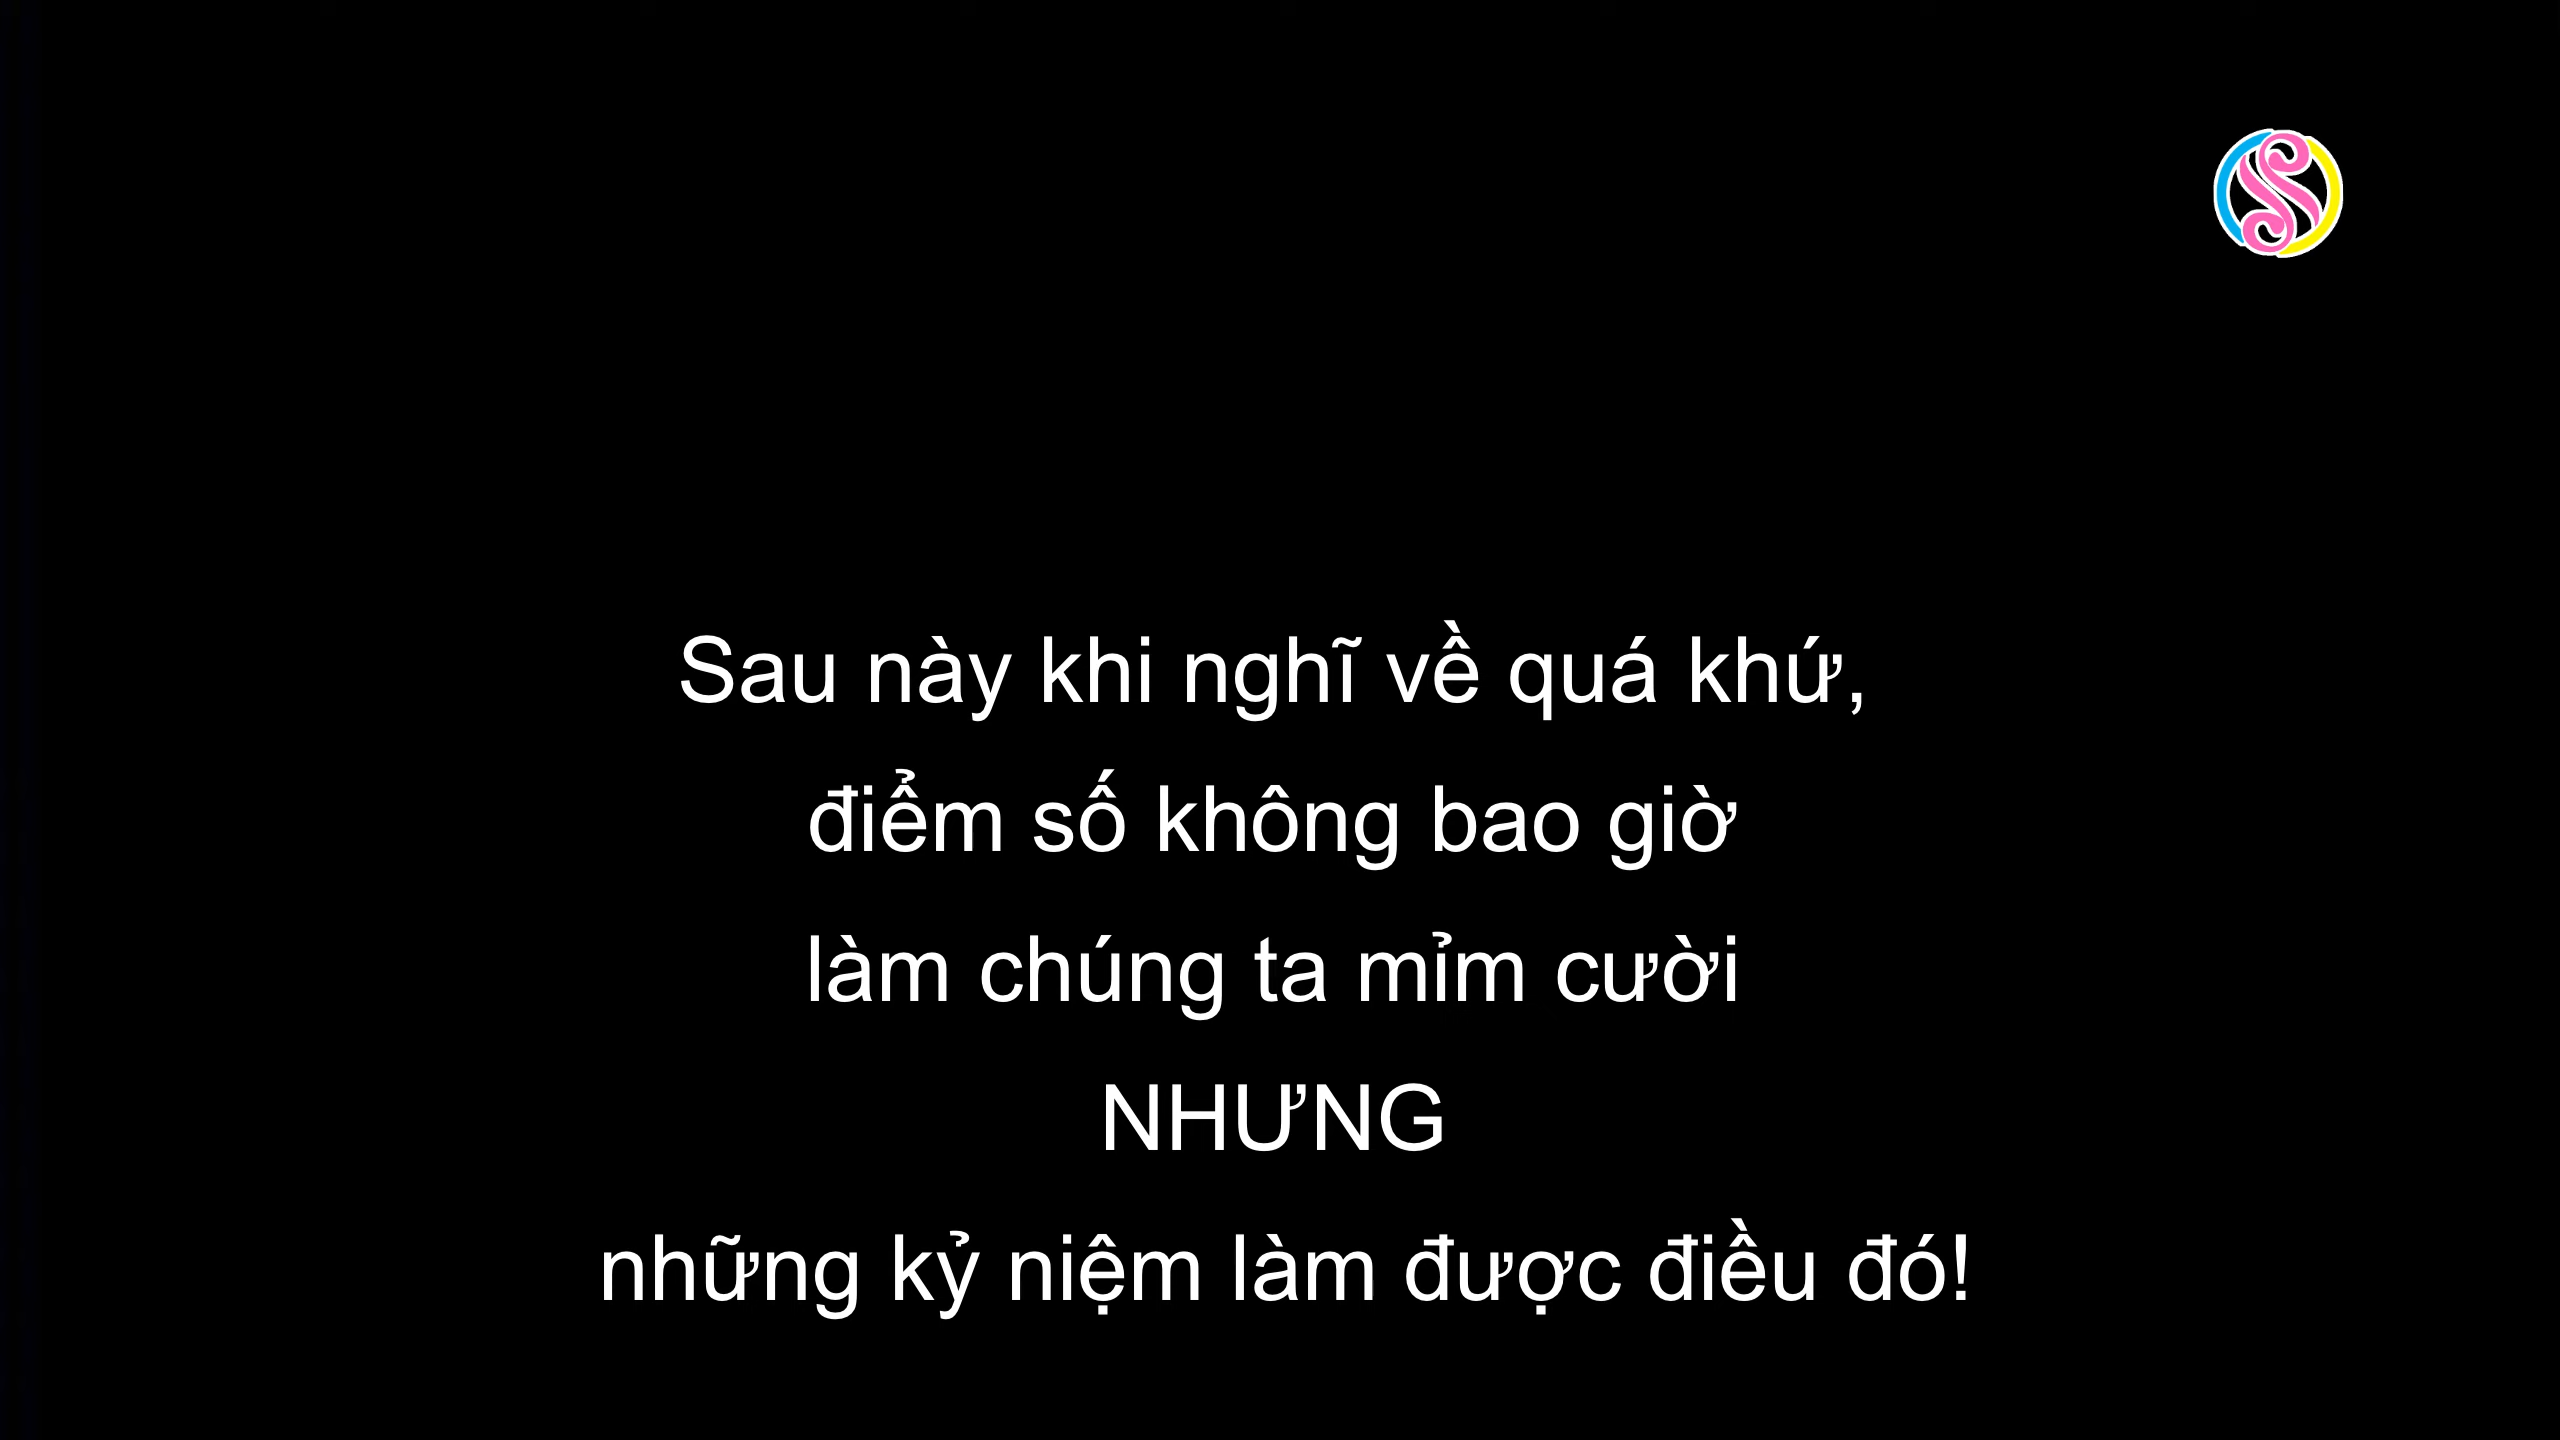 Sau này khi nghĩ về quá khứ,
điểm số không bao giờ
làm chúng ta mỉm cười
NHƯNG
những kỷ niệm làm được điều đó!